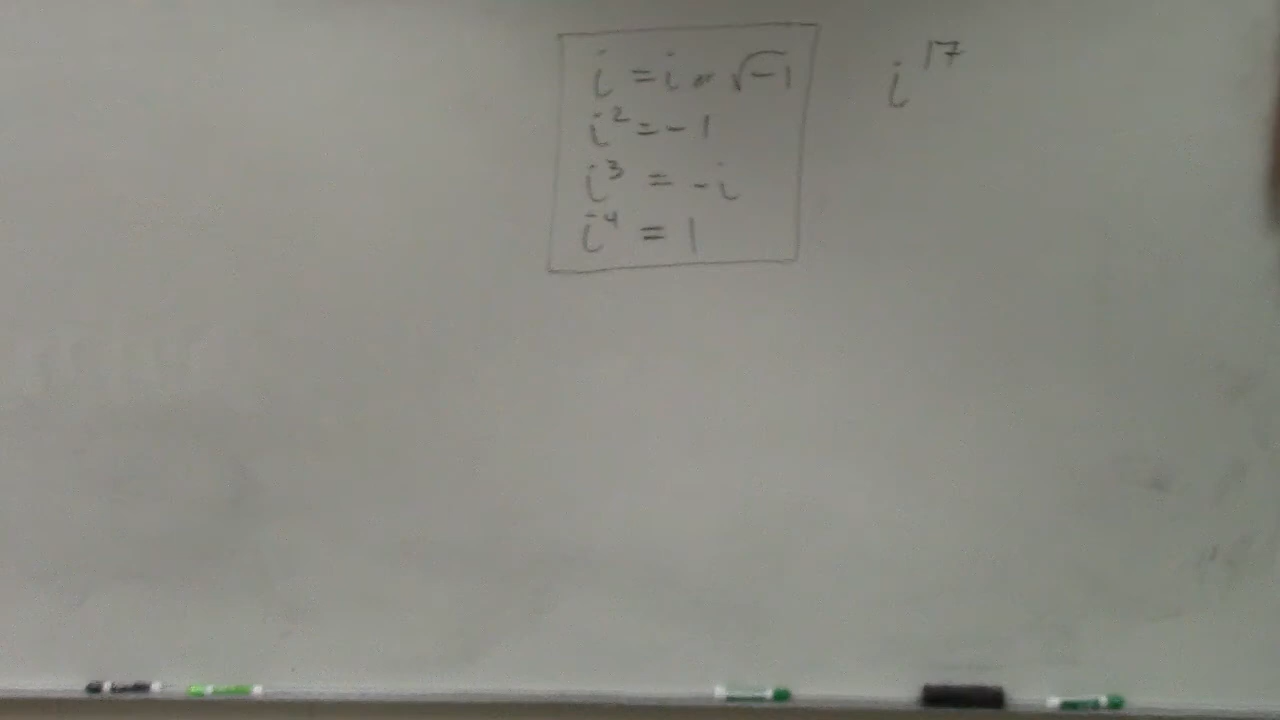 i = i or √-1
i² = -1
i³ = -i
i⁴ = 1
i¹⁷